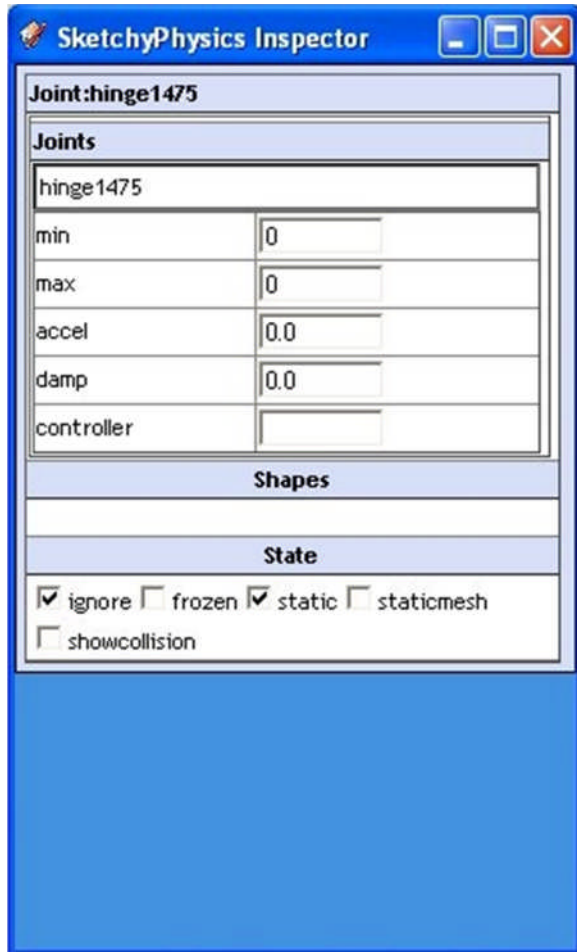 SketchyPhysics Inspector
Joint:hinge1475
Joints
hinge1475
min 0
max 0
accel 0.0
damp 0.0
controller
Shapes
State
ignore frozen static staticmesh
showcollision